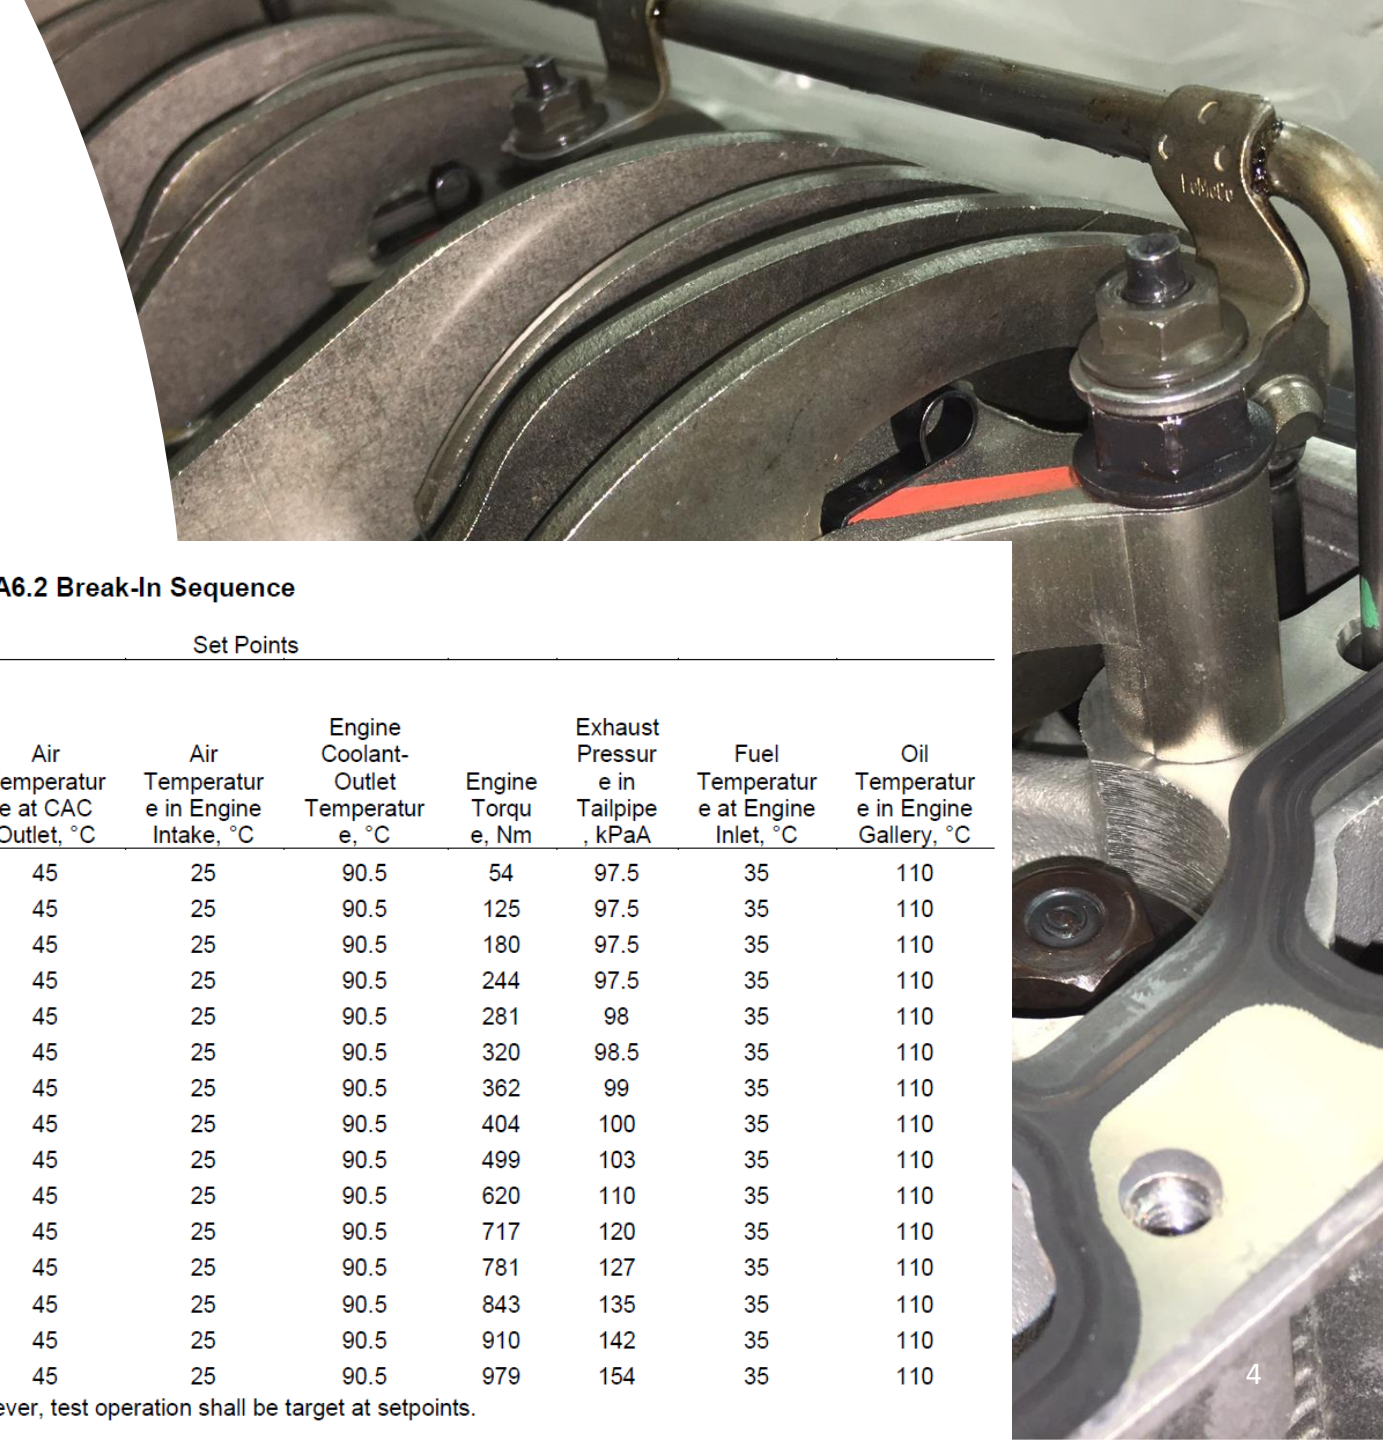 FoMoCo
A6.2 Break-In Sequence
Set Points
Air Temperatur e at CAC Outlet, °C
Air Temperatur e in Engine Intake, °C
Engine Coolant- Outlet Temperatur e, °C
Engine Torqu e, Nm
Exhaust Pressur e in Tailpipe , kPaA
Fuel Temperatur e at Engine Inlet, °C
Oil Temperatur e in Engine Gallery, °C
45 25 90.5 54 97.5 35 110
45 25 90.5 125 97.5 35 110
45 25 90.5 180 97.5 35 110
45 25 90.5 244 97.5 35 110
45 25 90.5 281 98 35 110
45 25 90.5 320 98.5 35 110
45 25 90.5 362 99 35 110
45 25 90.5 404 100 35 110
45 25 90.5 499 103 35 110
45 25 90.5 620 110 35 110
45 25 90.5 717 120 35 110
45 25 90.5 781 127 35 110
45 25 90.5 843 135 35 110
45 25 90.5 910 142 35 110
45 25 90.5 979 154 35 110
ever, test operation shall be target at setpoints.
4